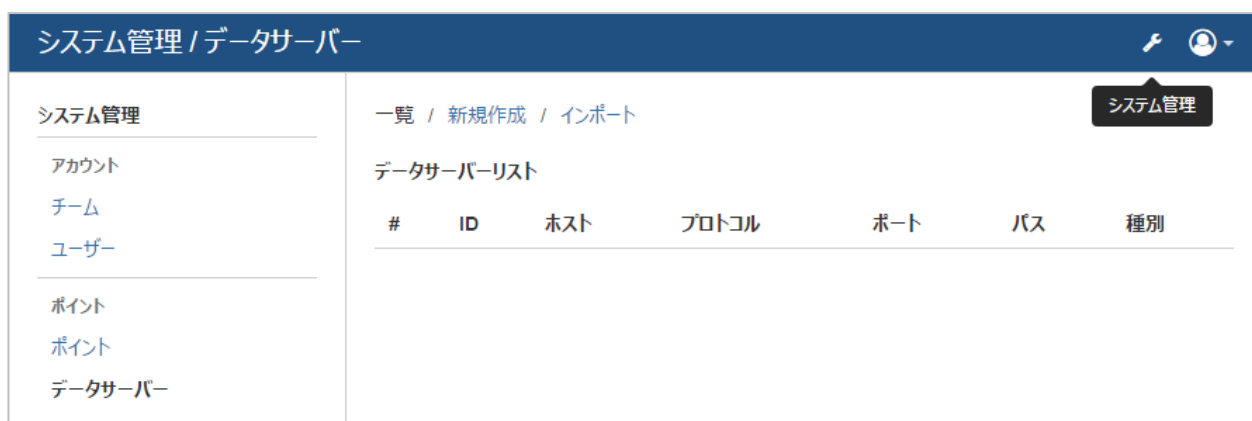 システム管理 / データサーバー
システム管理
システム管理
アカウント
チーム
ユーザー
ポイント
ポイント
データサーバー
一覧 / 新規作成 / インポート
データサーバーリスト
# ID ホスト プロトコル ポート パス 種別